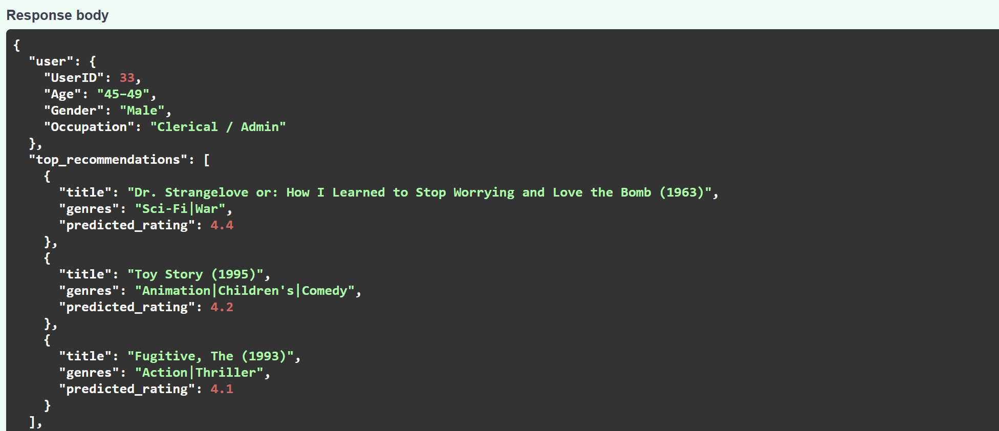 Response body
{
"user": {
"UserID": 33,
"Age": "45–49",
"Gender": "Male",
"Occupation": "Clerical / Admin"
},
"top_recommendations": [
{
"title": "Dr. Strangelove or: How I Learned to Stop Worrying and Love the Bomb (1963)",
"genres": "Sci-Fi|War",
"predicted_rating": 4.4
},
{
"title": "Toy Story (1995)",
"genres": "Animation|Children's|Comedy",
"predicted_rating": 4.2
},
{
"title": "Fugitive, The (1993)",
"genres": "Action|Thriller",
"predicted_rating": 4.1
}
],